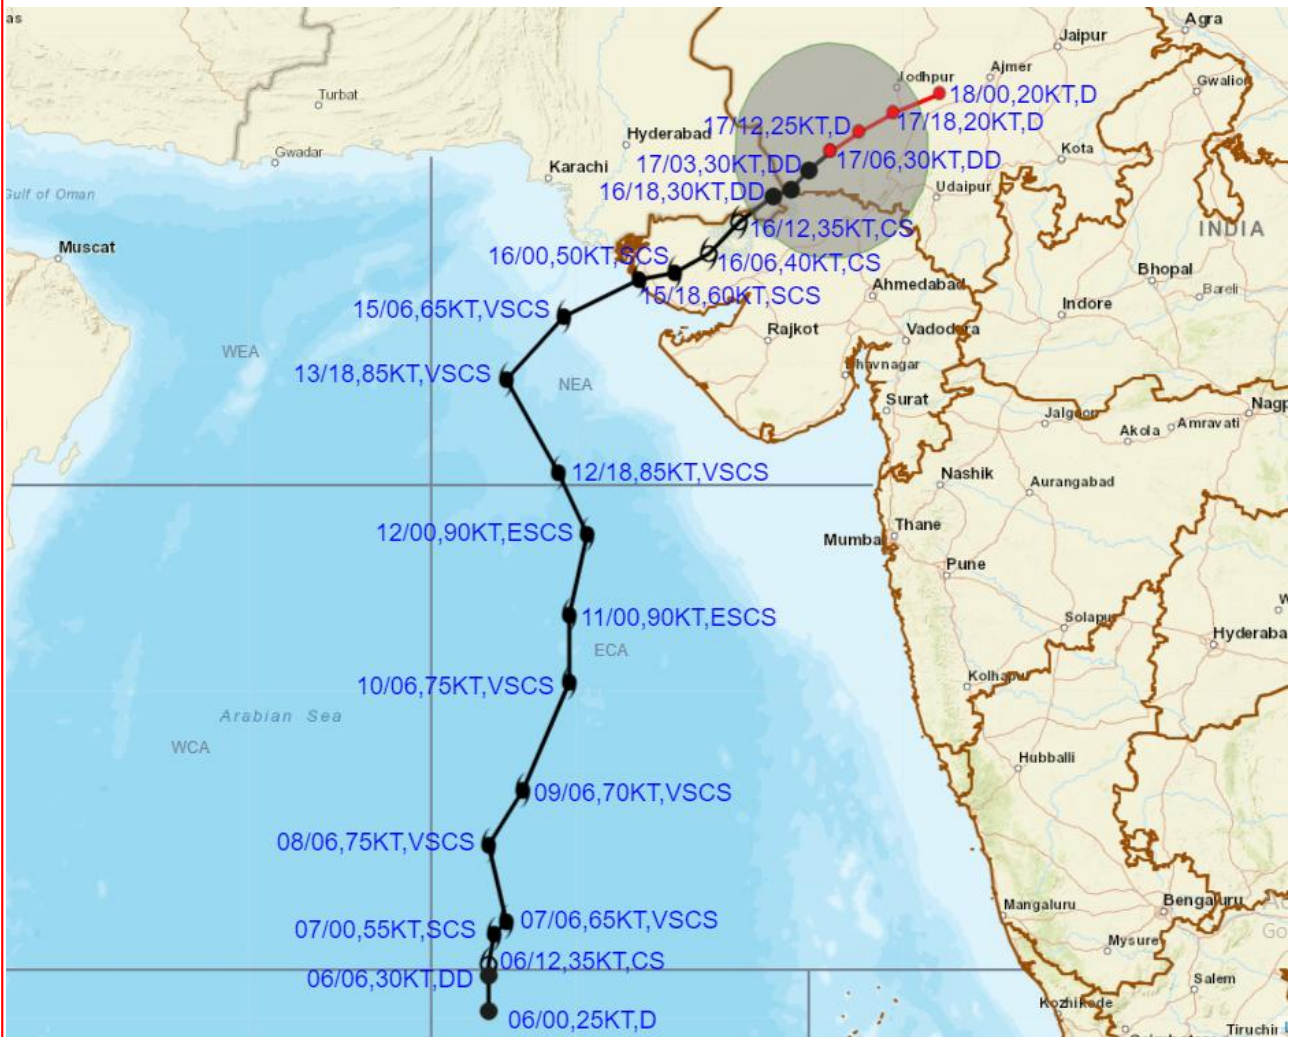 as
Agra
Jaipur
Turbat
Jodhpur
Ajmer
Gwalior
18/00,20KT,D
17/12,25KT,D
17/18,20KT,D
Hyderabad
Gwadar
Karachi
Kota
17/03,30KT,DD
17/06,30KT,DD
16/18,30KT,DD
Udaipur
Gulf of Oman
16/12,35KT,CS
INDIA
Muscat
16/00,50KT,SCS
16/06,40KT,CS
Bhopal
Bareli
Ahmedabad
15/18,60KT,SCS
15/06,65KT,VSCS
Indore
Rajkot
Vadodara
WEA
Bhavnagar
13/18,85KT,VSCS
NEA
Surat
Jalgaon
Nagp
Amravati
Akola
12/18,85KT,VSCS
Nashik
Aurangabad
12/00,90KT,ESCS
Thane
Mumbai
Pune
11/00,90KT,ESCS
Solapur
Hyderaba
ECA
10/06,75KT,VSCS
Kolhapur
Arabian Sea
WCA
Hubballi
09/06,70KT,VSCS
08/06,75KT,VSCS
Mangaluru
Bengaluru
07/06,65KT,VSCS
07/00,55KT,SCS
Go
Mysure
06/12,35KT,CS
06/06,30KT,DD
Salem
Kozhikode
06/00,25KT,D
Tiruchir